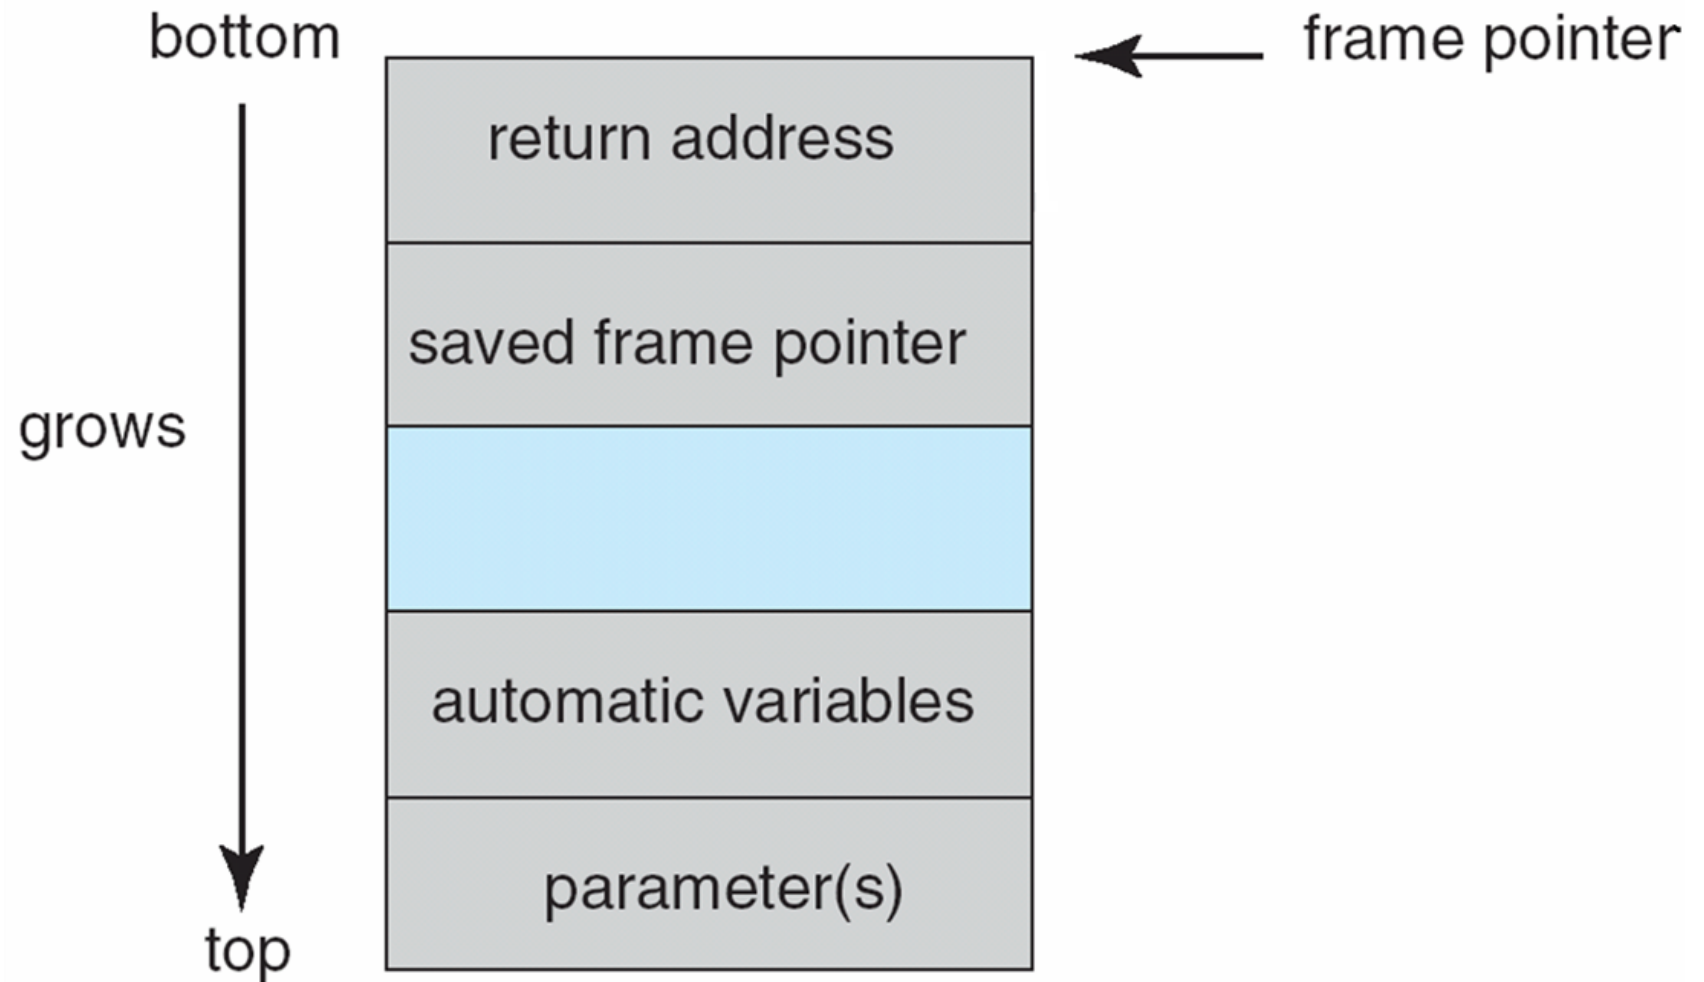 bottom
frame pointer
return address
saved frame pointer
grows
automatic variables
parameter(s)
top